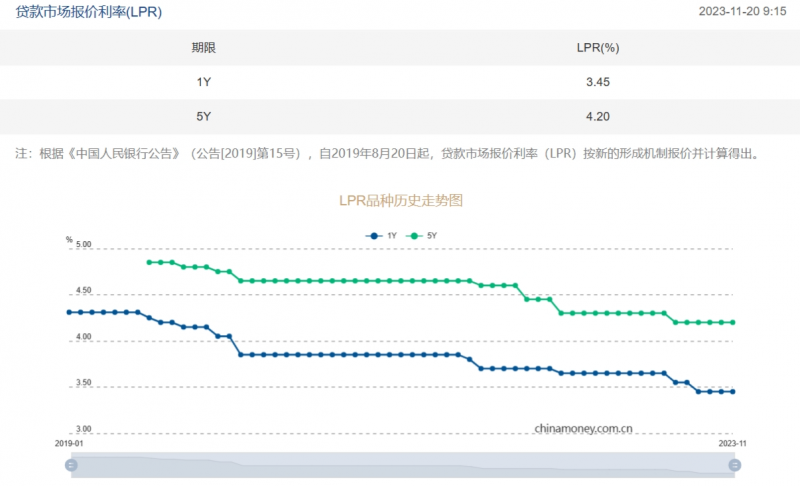 贷款市场报价利率(LPR)
2023-11-20 9:15
期限 LPR(%)
1Y 3.45
5Y 4.20
注：根据《中国人民银行公告》（公告[2019]第15号），自2019年8月20日起，贷款市场报价利率（LPR）按新的形成机制报价并计算得出。
LPR品种历史走势图
1Y 5Y
%
5.00
4.50
4.00
3.50
3.00
chinamoney.com.cn
2019-01 2023-11